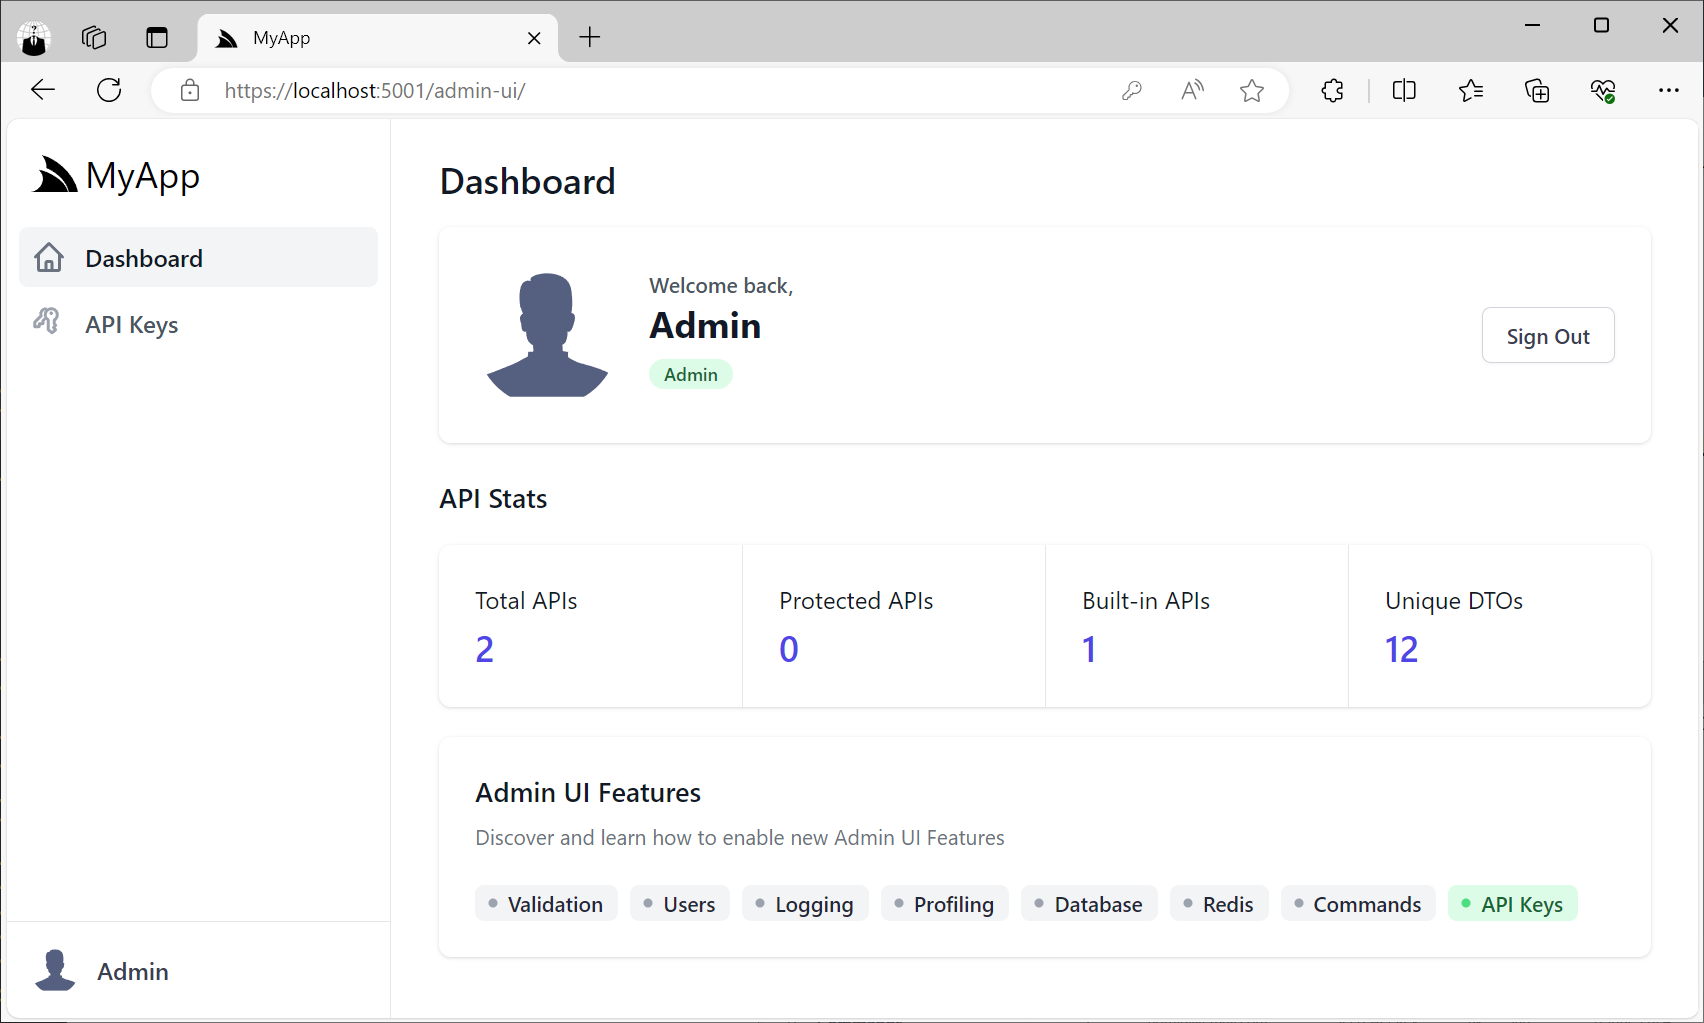 MyApp
https://localhost:5001/admin-ui/
MyApp
Dashboard
API Keys
Admin
Dashboard
Welcome back,
Admin
Admin
Sign Out
API Stats
Total APIs
2
Protected APIs
0
Built-in APIs
1
Unique DTOs
12
Admin UI Features
Discover and learn how to enable new Admin UI Features
Validation Users Logging Profiling Database Redis Commands API Keys